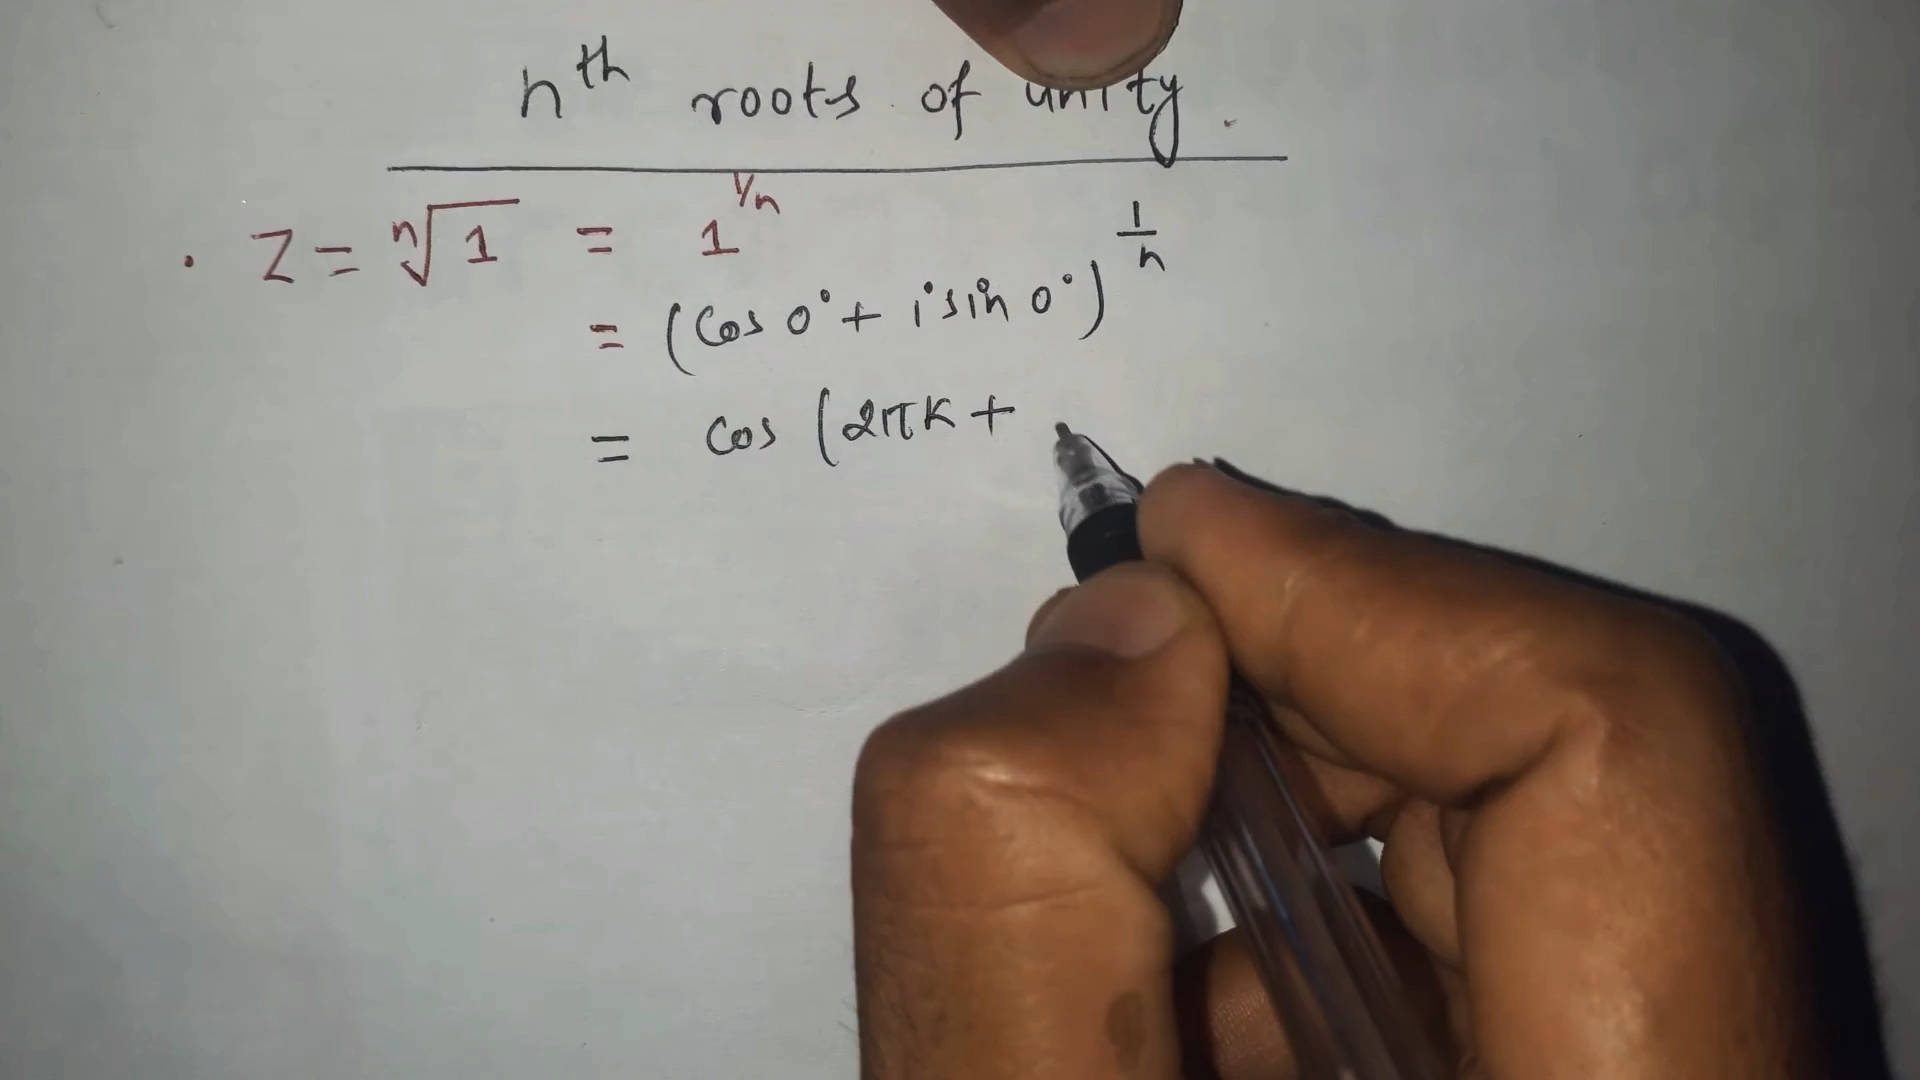 nth roots of unity.
. Z = ⁿ√1 = 1^1/n
= (Cos 0° + i sin 0°)^1/n
= Cos (2πK +